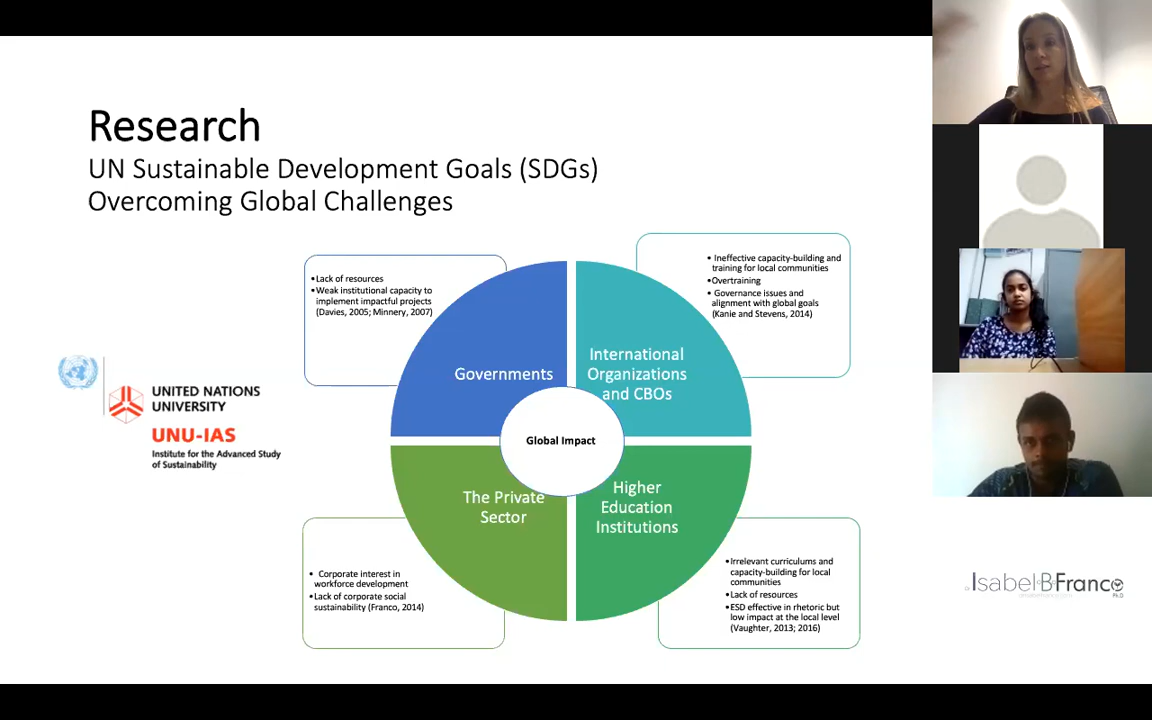 Research
UN Sustainable Development Goals (SDGs)
Overcoming Global Challenges
•Lack of resources
•Weak institutional capacity to
implement impactful projects
(Davies, 2005; Minnery, 2007)
• Ineffective capacity-building and
training for local communities
•Overtraining
• Governance issues and
alignment with global goals
(Kanie and Stevens, 2014)
Governments
International
Organizations
and CBOs
Global Impact
UNITED NATIONS
UNIVERSITY
UNU-IAS
Institute for the Advanced Study
of Sustainability
The Private
Sector
Higher
Education
Institutions
• Corporate interest in
workforce development
•Lack of corporate social
sustainability (Franco, 2014)
•Irrelevant curriculums and
capacity-building for local
communities
•Lack of resources
•ESD effective in rhetoric but
low impact at the local level
(Vaughter, 2013; 2016)
IsabelBFranco